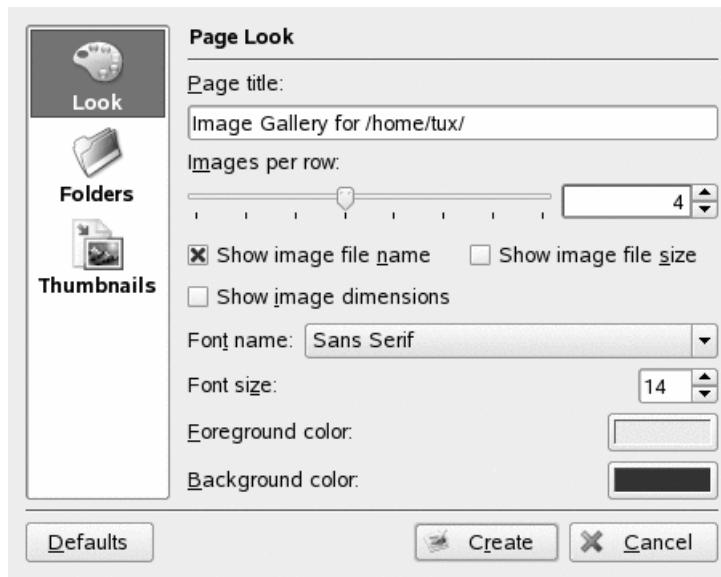 Look
Folders
Thumbnails
Page Look
Page title:
Image Gallery for /home/tux/
Images per row:
4
Show image file name
Show image file size
Show image dimensions
Font name: Sans Serif
Font size: 14
Foreground color:
Background color:
Defaults
Create
Cancel